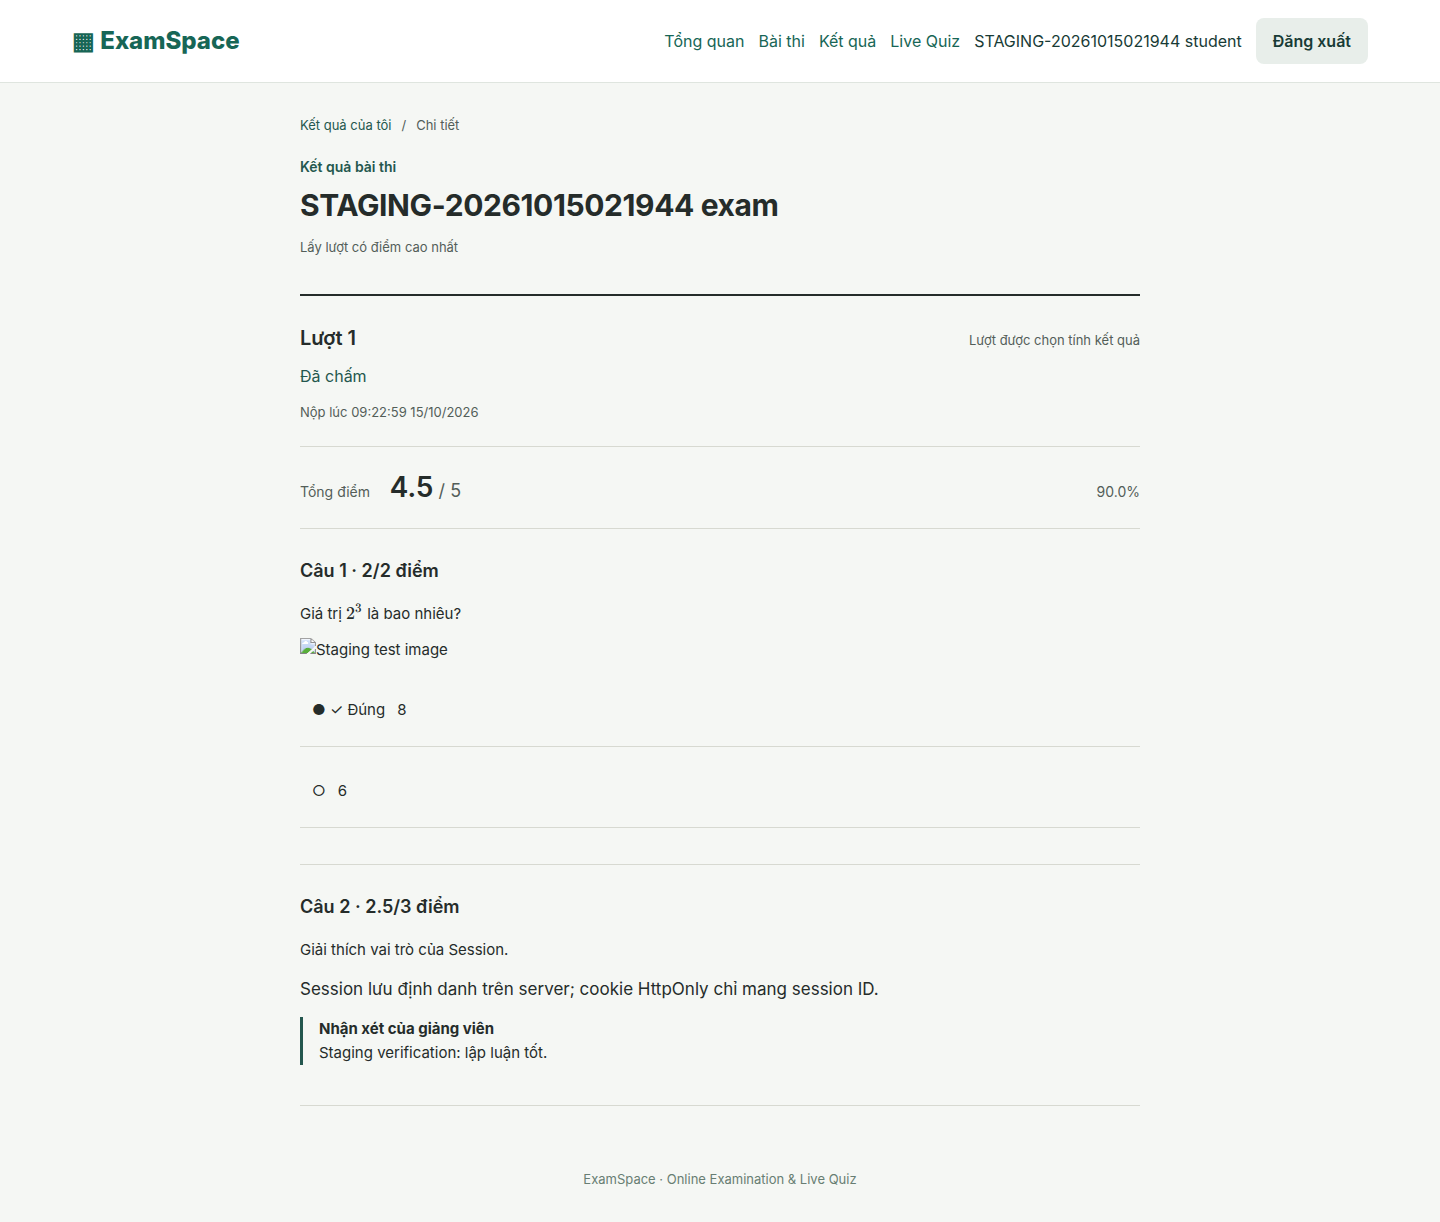 ExamSpace
Tổng quan Bài thi Kết quả Live Quiz STAGING-20261015021944 student Đăng xuất
Kết quả của tôi / Chi tiết
Kết quả bài thi
STAGING-20261015021944 exam
Lấy lượt có điểm cao nhất
Lượt 1 Lượt được chọn tính kết quả
Đã chấm
Nộp lúc 09:22:59 15/10/2026
Tổng điểm 4.5 / 5 90.0%
Câu 1 · 2/2 điểm
Giá trị 2³ là bao nhiêu?
Staging test image
● ✓ Đúng 8
○ 6
Câu 2 · 2.5/3 điểm
Giải thích vai trò của Session.
Session lưu định danh trên server; cookie HttpOnly chỉ mang session ID.
Nhận xét của giảng viên
Staging verification: lập luận tốt.
ExamSpace · Online Examination & Live Quiz